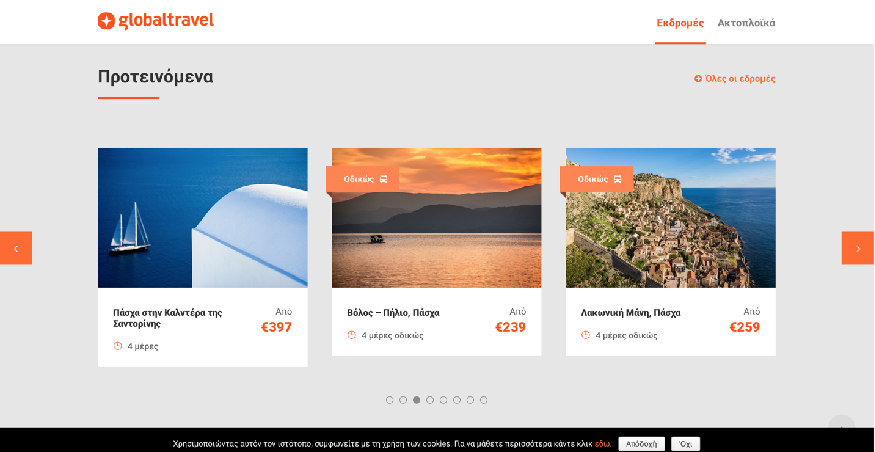 globaltravel
Εκδρομές
Ακτοπλοϊκά
Προτεινόμενα
Όλες οι εδρομές
Οδικώς
Οδικώς
Πάσχα στην Καλντέρα της
Σαντορίνης
Από
€397
4 μέρες
Βόλος – Πήλιο, Πάσχα
Από
€239
4 μέρες οδικώς
Λακωνική Μάνη, Πάσχα
Από
€259
4 μέρες οδικώς
Χρησιμοποιώντας αυτόν τον ιστότοπο, συμφωνείτε με τη χρήση των cookies. Για να μάθετε περισσότερα κάντε κλικ εδώ. Αποδοχή Όχι